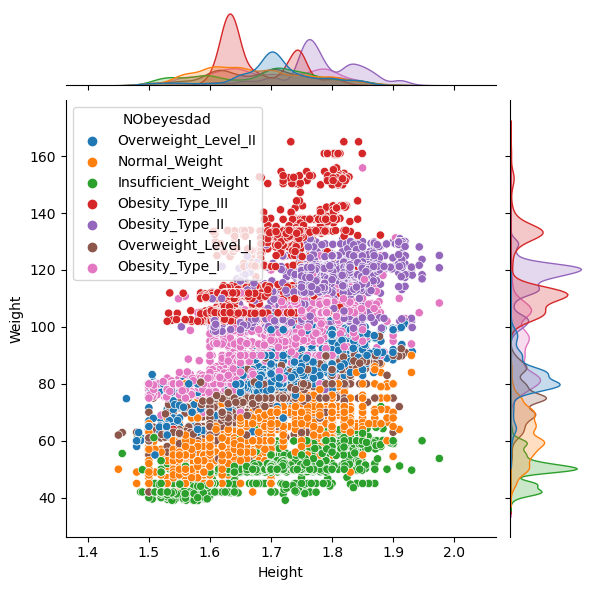 NObeyesdad
Overweight_Level_II
Normal_Weight
Insufficient_Weight
Obesity_Type_III
Obesity_Type_II
Overweight_Level_I
Obesity_Type_I
160
140
120
100
80
60
40
Weight
1.4 1.5 1.6 1.7 1.8 1.9 2.0
Height